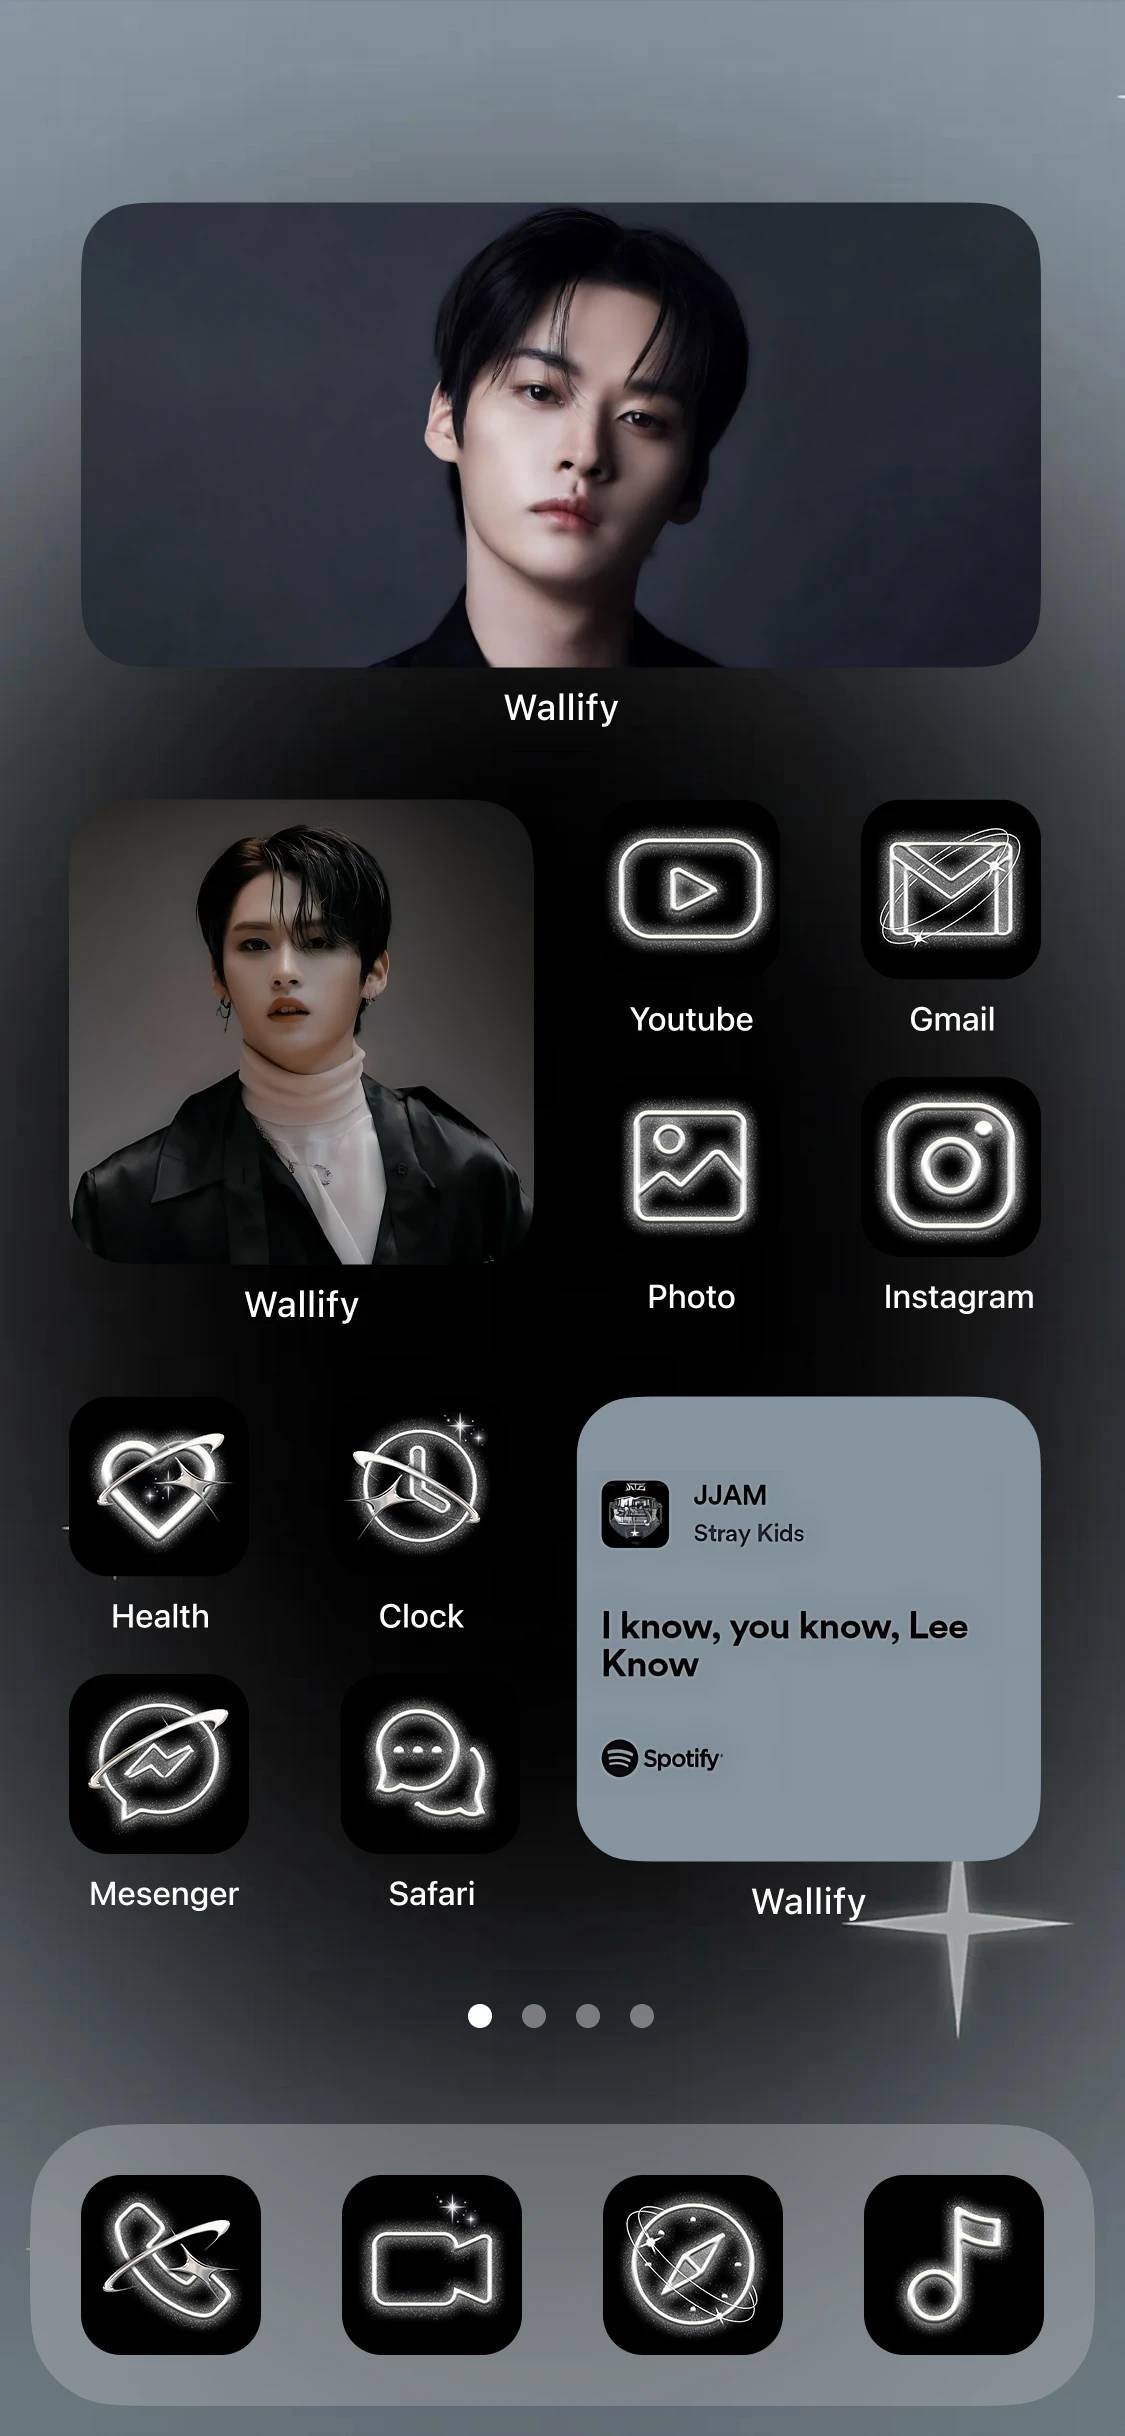 Wallify
Youtube
Gmail
Wallify
Photo
Instagram
JJAM
Stray Kids
I know, you know, Lee
Know
Spotify
Health
Clock
Mesenger
Safari
Wallify